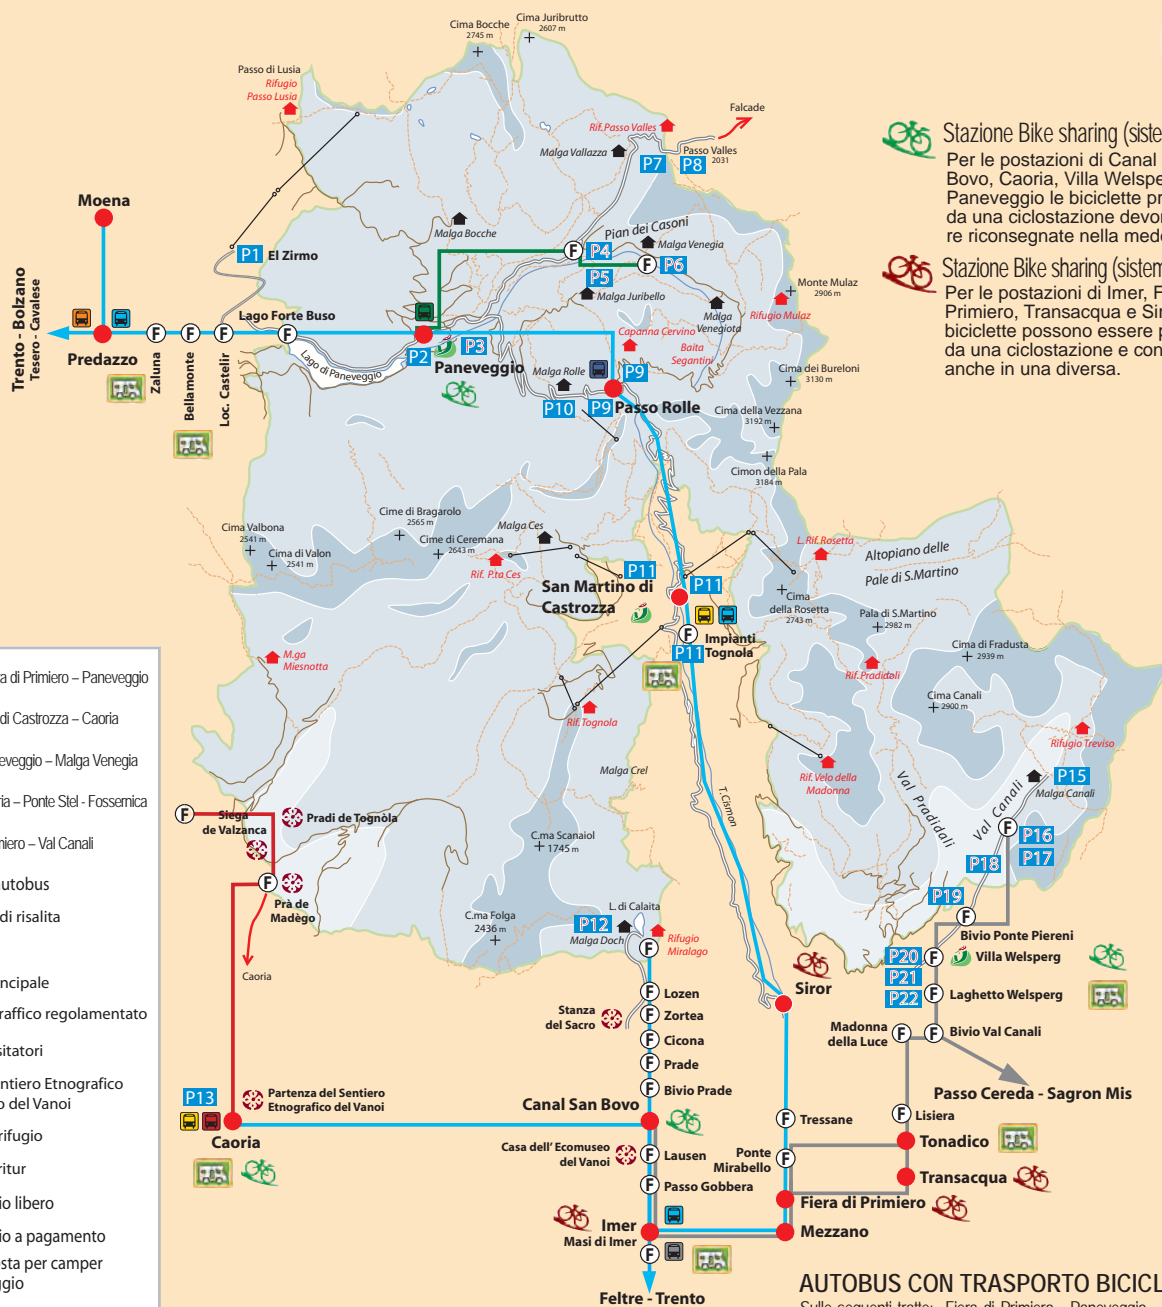 Cima Bocche
2745 m
Cima Juribrutto
2607 m
Passo di Lusia
Rifugio
Passo Lusia
Falcade
Rif. Passo Valles
Malga Vallazza
Passo Valles
2031
P7
P8
Moena
Malga Bocche
Pian dei Casoni
Malga Venegia
P1 El Zirmo
P4
P5
P6
Malga Juribello
Malga
Venegiota
Monte Mulaz
2906 m
Rifugio Mulaz
Trento - Bolzano
Tesero - Cavalese
Predazzo
F
Zaluna
F
Bellamonte
F
Loc. Castelir
Lago Forte Buso
F
Lago di Paneveggio
P2
P3
Paneveggio
Capanna Cervino
Baita
Segantini
Malga Rolle
P9
P10
P9 Passo Rolle
Cima dei Bureloni
3130 m
Cima della Vezzana
3192 m
Cimon della Pala
3184 m
Stazione Bike sharing (siste
Per le postazioni di Canal
Bovo, Caoria, Villa Welspe
Paneveggio le biciclette pr
da una ciclostazione devor
re riconsegnate nella mede
Stazione Bike sharing (sistem
Per le postazioni di Imer, F
Primiero, Transacqua e Sir
biciclette possono essere p
da una ciclostazione e con
anche in una diversa.
Cima Valbona
2541 m
Cima di Valon
2541 m
Cime di Bragarolo
2565 m
Cime di Ceremana
2643 m
Malga Ces
Rif. P.ta Ces
P11
San Martino di
Castrozza
P11
F
Impianti
Tognola
P11
L.Rif. Rosetta
Altopiano delle
Pale di S.Martino
Cima
della Rosetta
2743 m
Pala di S.Martino
2982 m
Cima di Fradusta
2939 m
Rif. Pradidali
Cima Canali
2900 m
Rifugio Treviso
Rif. Velo della
Madonna
M.ga
Miesnotta
Rif. Tognola
Malga Crel
T. Cismon
Val Pradidali
Val Canali
P15
Malga Canali
F
P16
P17
P18
P19
F
Bivio Ponte Piereni
P20
P21
P22
F
Villa Welsperg
F
Laghetto Welsperg
Madonna
della Luce
F
F
Bivio Val Canali
Passo Cereda - Sagron Mis
F
Lisiera
Tonadico
Transacqua
ra di Primiero – Paneveggio
di Castrozza – Caoria
eveggio – Malga Venegia
ria – Ponte Stel - Fossernica
miero – Val Canali
autobus
di risalita
ncipale
raffico regolamentato
sitatori
ntiero Etnografico
o del Vanoi
rifugio
ritur
io libero
io a pagamento
sta per camper
ggio
F
Siega
de Valzanca
Pradi de Tognòla
F
Prà de
Madègo
Caoria
C.ma Scanaiol
1745 m
C.ma Folga
2436 m
L. di Calaita
P12
Malga Doch
Rifugio
Miralago
F
F
Lozen
Stanza
del Sacro
F
Zortea
F
Cicona
F
Prade
F
Bivio Prade
Canal San Bovo
P13
Partenza del Sentiero
Etnografico del Vanoi
Caoria
Casa dell' Ecomuseo
del Vanoi
F
Lausen
F
Passo Gobbera
Imer
Masi di Imer
F
Feltre - Trento
Siror
F
Tressane
Ponte
Mirabello
F
Fiera di Primiero
Mezzano
AUTOBUS CON TRASPORTO BICICL
Sulle seguenti tratte: Fiera di Primiero - Paneveggio